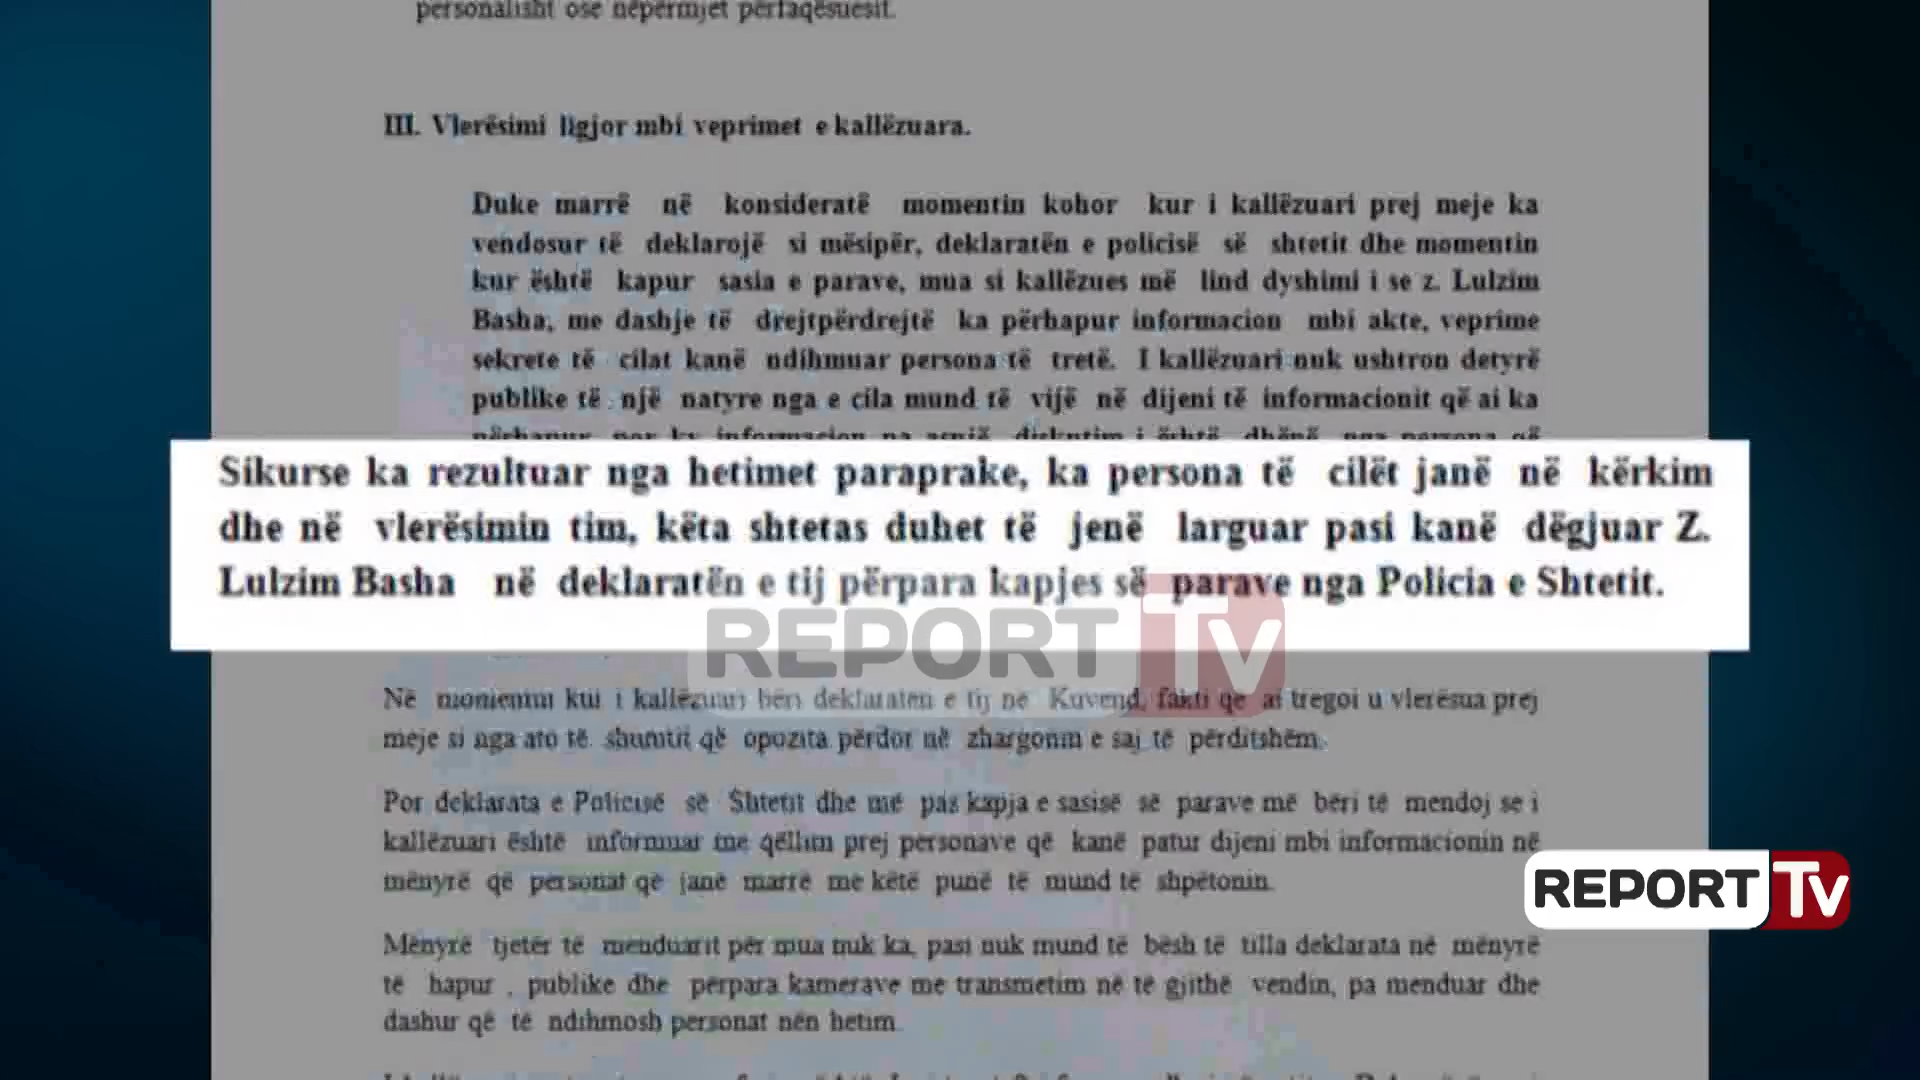 personalisht ose nëpërmjet përfaqësuesit.
III. Vlerësimi ligjor mbi veprimet e kallëzuara.
Duke marrë në konsideratë momentin kohor kur i kallëzuari prej meje ka
vendosur të deklarojë si mësipër, deklaratën e policisë së shtetit dhe momentin
kur është kapur sasia e parave, mua si kallëzues më lind dyshimi i se z. Lulzim
Basha, me dashje të drejtpërdrejtë ka përhapur informacion mbi akte, veprime
sekrete të cilat kanë ndihmuar persona të tretë. I kallëzuari nuk ushtron detyrë
publike të një natyre nga e cila mund të vijë në dijeni të informacionit që ai ka
përhapur, por ky informacion pa asnjë diskutim i është dhënë nga persona që
Sikurse ka rezultuar nga hetimet paraprake, ka persona të cilët janë në kërkim
dhe në vlerësimin tim, këta shtetas duhet të jenë larguar pasi kanë dëgjuar Z.
Lulzim Basha në deklaratën e tij përpara kapjes së parave nga Policia e Shtetit.
REPORT Tv
Në momentin kur i kallëzuari bëri deklaratën e tij në Kuvend, fakti që ai tregoi u vlerësua prej
meje si nga ato të shumtit që opozita përdor në zhargonin e saj të përditshëm.
Por deklarata e Policisë së Shtetit dhe më pas kapja e sasisë së parave më bëri të mendoj se i
kallëzuari është informuar me qëllim prej personave që kanë patur dijeni mbi informacionin në
mënyrë që personat që janë marrë me këtë punë të mund të shpëtonin.
REPORT Tv
Mënyrë tjetër të menduarit për mua nuk ka, pasi nuk mund të bësh të tilla deklarata në mënyrë
të hapur , publike dhe përpara kamerave me transmetim në të gjithë vendin, pa menduar dhe
dashur që të ndihmosh personat nën hetim.